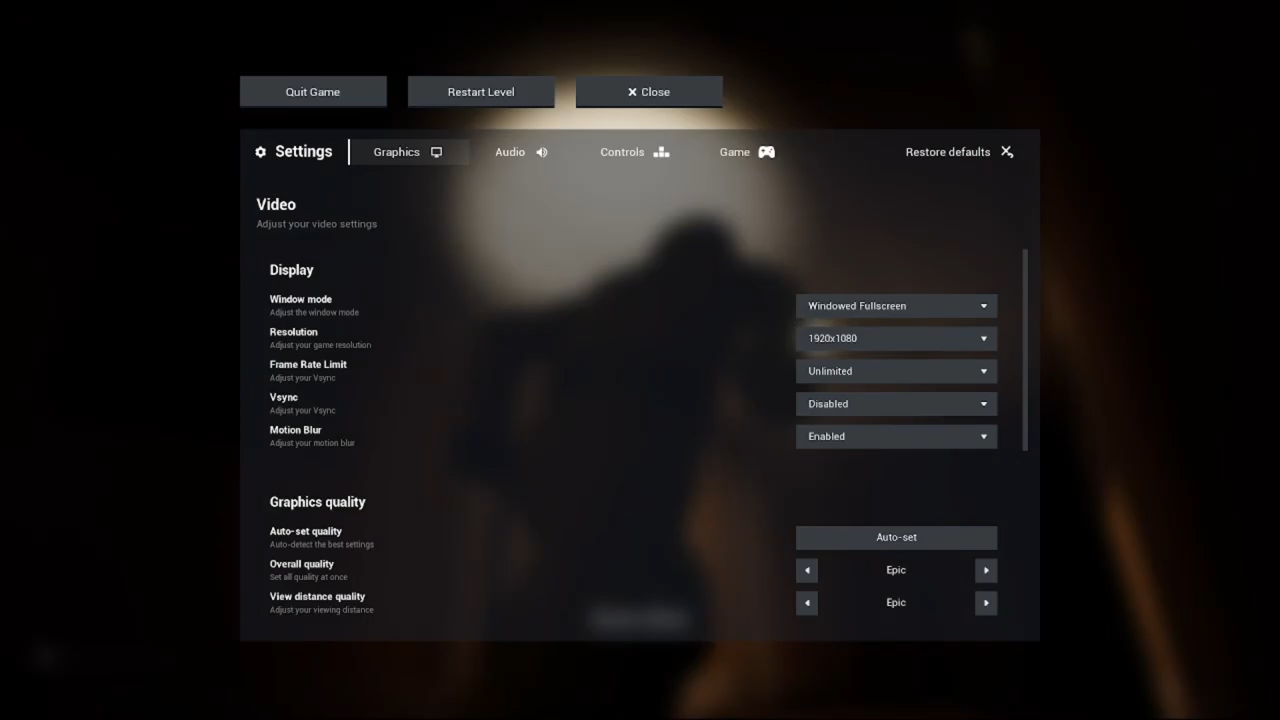 Quit Game
Restart Level
Close
Settings
Graphics
Audio
Controls
Game
Restore defaults
Video
Adjust your video settings
Display
Window mode
Adjust the window mode
Windowed Fullscreen
Resolution
Adjust your game resolution
1920x1080
Frame Rate Limit
Adjust your Vsync
Unlimited
Vsync
Adjust your Vsync
Disabled
Motion Blur
Adjust your motion blur
Enabled
Graphics quality
Auto-set quality
Auto-detect the best settings
Auto-set
Overall quality
Set all quality at once
Epic
View distance quality
Adjust your viewing distance
Epic